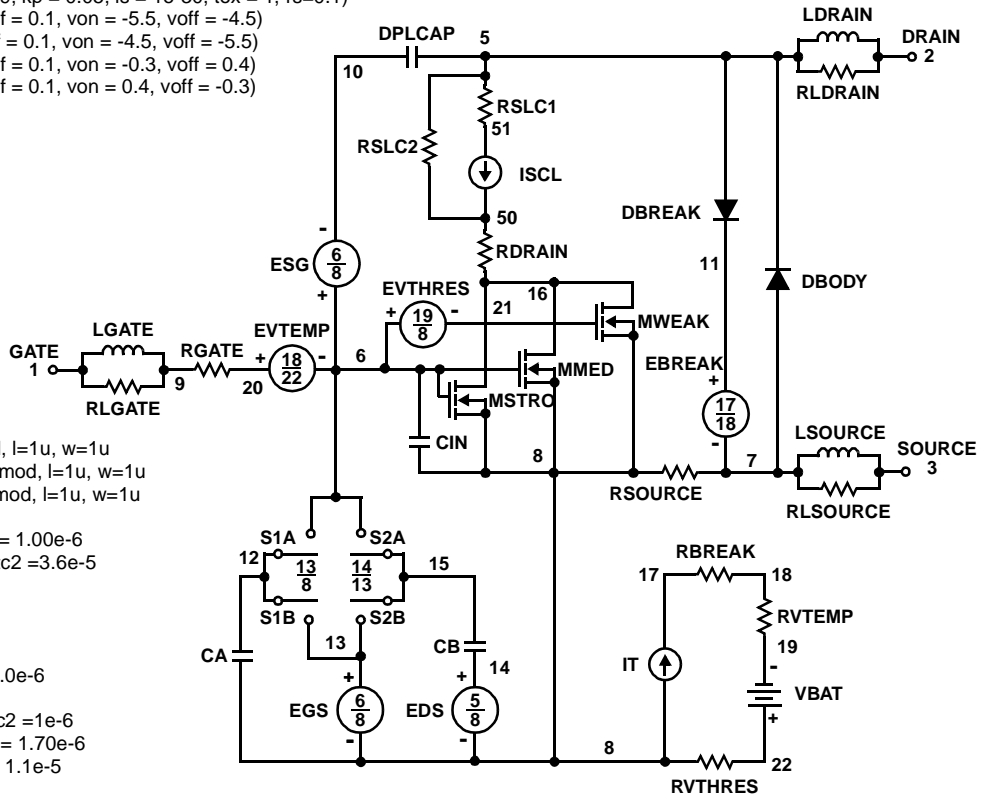 = 1, rs=0.1)
f = 0.1, von = -5.5, voff = -4.5)
= 0.1, von = -4.5, voff = -5.5)
f = 0.1, von = -0.3, voff = 0.4)
f = 0.1, von = 0.4, voff = -0.3)
DPLCAP
5
10
LDRAIN
DRAIN
2
RLDRAIN
RSLC1
51
RSLC2
ISCL
50
RDRAIN
DBREAK
11
DBODY
-
ESG
6
8
+
EVTHRES
+
19
8
-
21
16
MWEAK
LGATE
GATE
1
RLGATE
9
RGATE
20
EVTEMP
+
18
22
-
6
MMED
MSTRO
CIN
EBREAK
+
17
18
-
8
RSOURCE
7
LSOURCE
SOURCE
3
RLSOURCE
l=1u, w=1u
mod, l=1u, w=1u
mod, l=1u, w=1u
= 1.00e-6
c2 =3.6e-5
.0e-6
c2 =1e-6
= 1.70e-6
1.1e-5
S1A
S2A
12
13
8
14
13
15
S1B
S2B
13
CA
CB
14
+
EGS
6
8
-
+
EDS
5
8
-
8
RBREAK
17
18
RVTEMP
19
IT
-
VBAT
+
22
RVTHRES